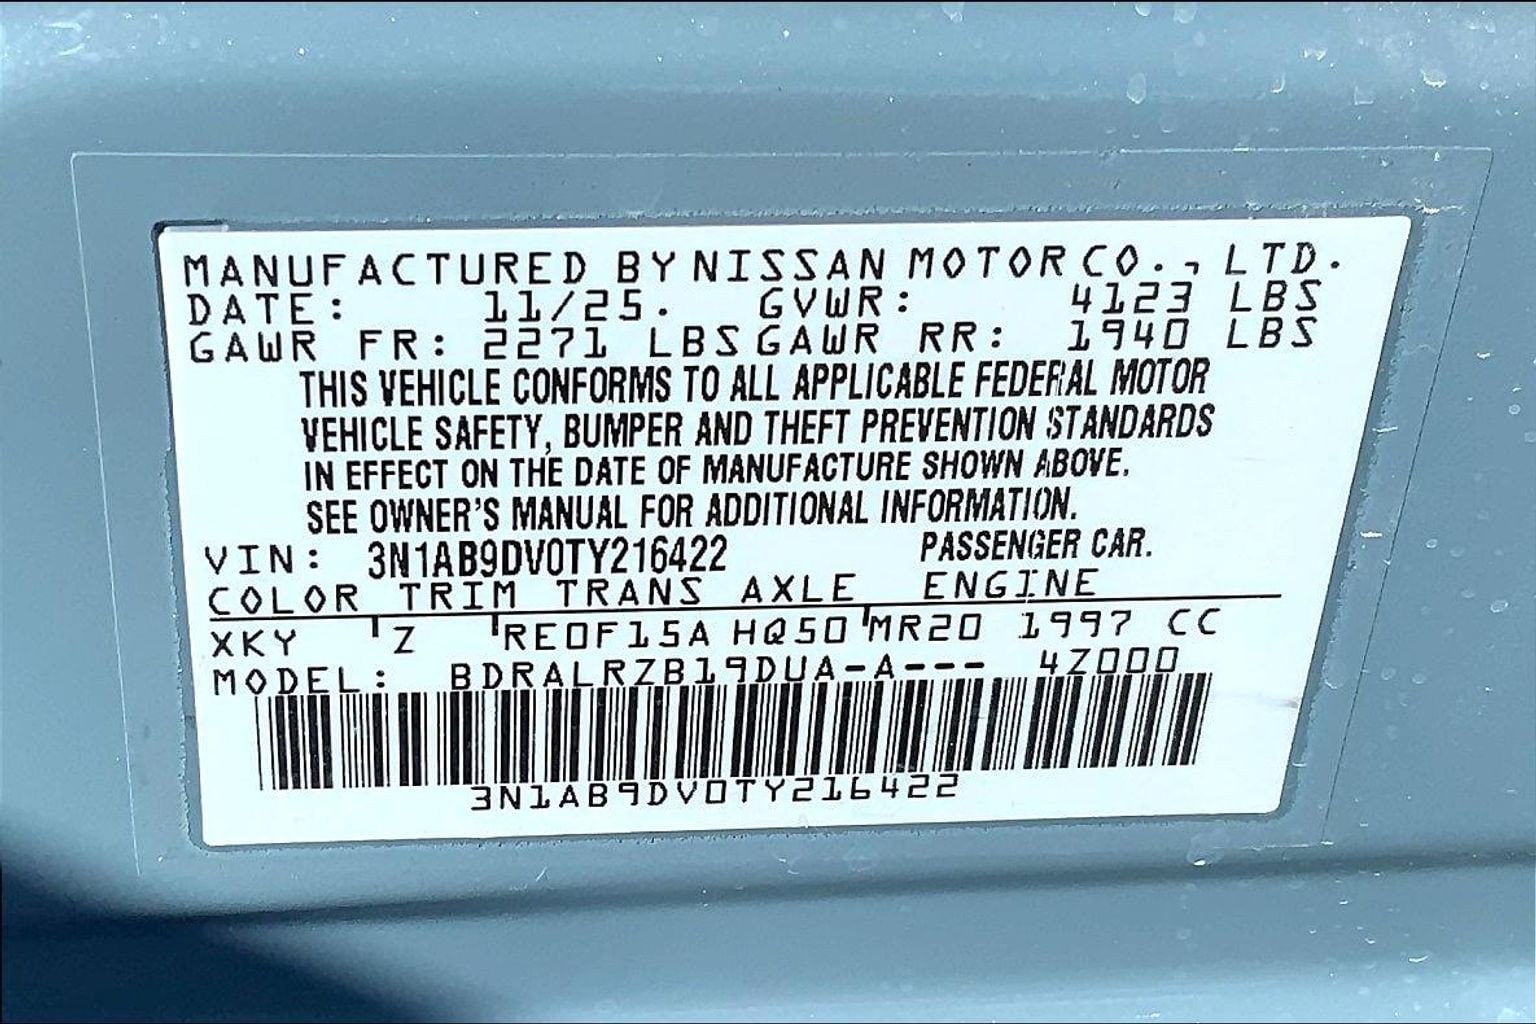 MANUFACTURED BY NISSAN MOTOR CO., LTD.
DATE: 11/25. GVWR: 4123 LBS
GAWR FR: 2271 LBS GAWR RR: 1940 LBS
THIS VEHICLE CONFORMS TO ALL APPLICABLE FEDERAL MOTOR
VEHICLE SAFETY, BUMPER AND THEFT PREVENTION STANDARDS
IN EFFECT ON THE DATE OF MANUFACTURE SHOWN ABOVE.
SEE OWNER'S MANUAL FOR ADDITIONAL INFORMATION.
VIN: 3N1AB9DV0TY216422 PASSENGER CAR.
COLOR TRIM TRANS AXLE ENGINE
XKY Z RE0F15A HQ50 MR20 1997 CC
MODEL: BDRALRZB19DUA-A--- 4Z000
3N1AB9DV0TY216422